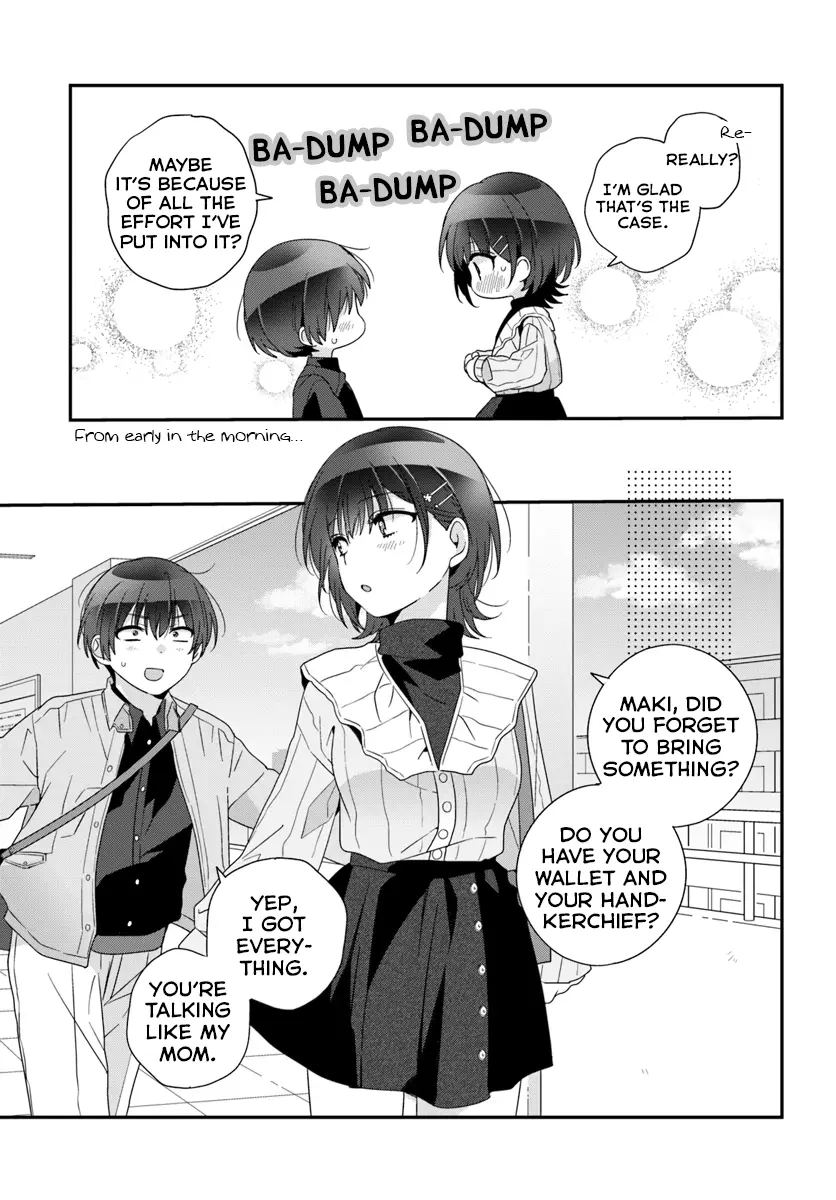 Re-
REALLY?
I'M GLAD
THAT'S THE
CASE.
BA-DUMP
BA-DUMP
BA-DUMP
MAYBE
IT'S BECAUSE
OF ALL THE
EFFORT I'VE
PUT INTO IT?
From early in the morning...
MAKI, DID
YOU FORGET
TO BRING
SOMETHING?
DO YOU
HAVE YOUR
WALLET AND
YOUR HAND-
KERCHIEF?
YEP,
I GOT
EVERY-
THING.
YOU'RE
TALKING
LIKE MY
MOM.